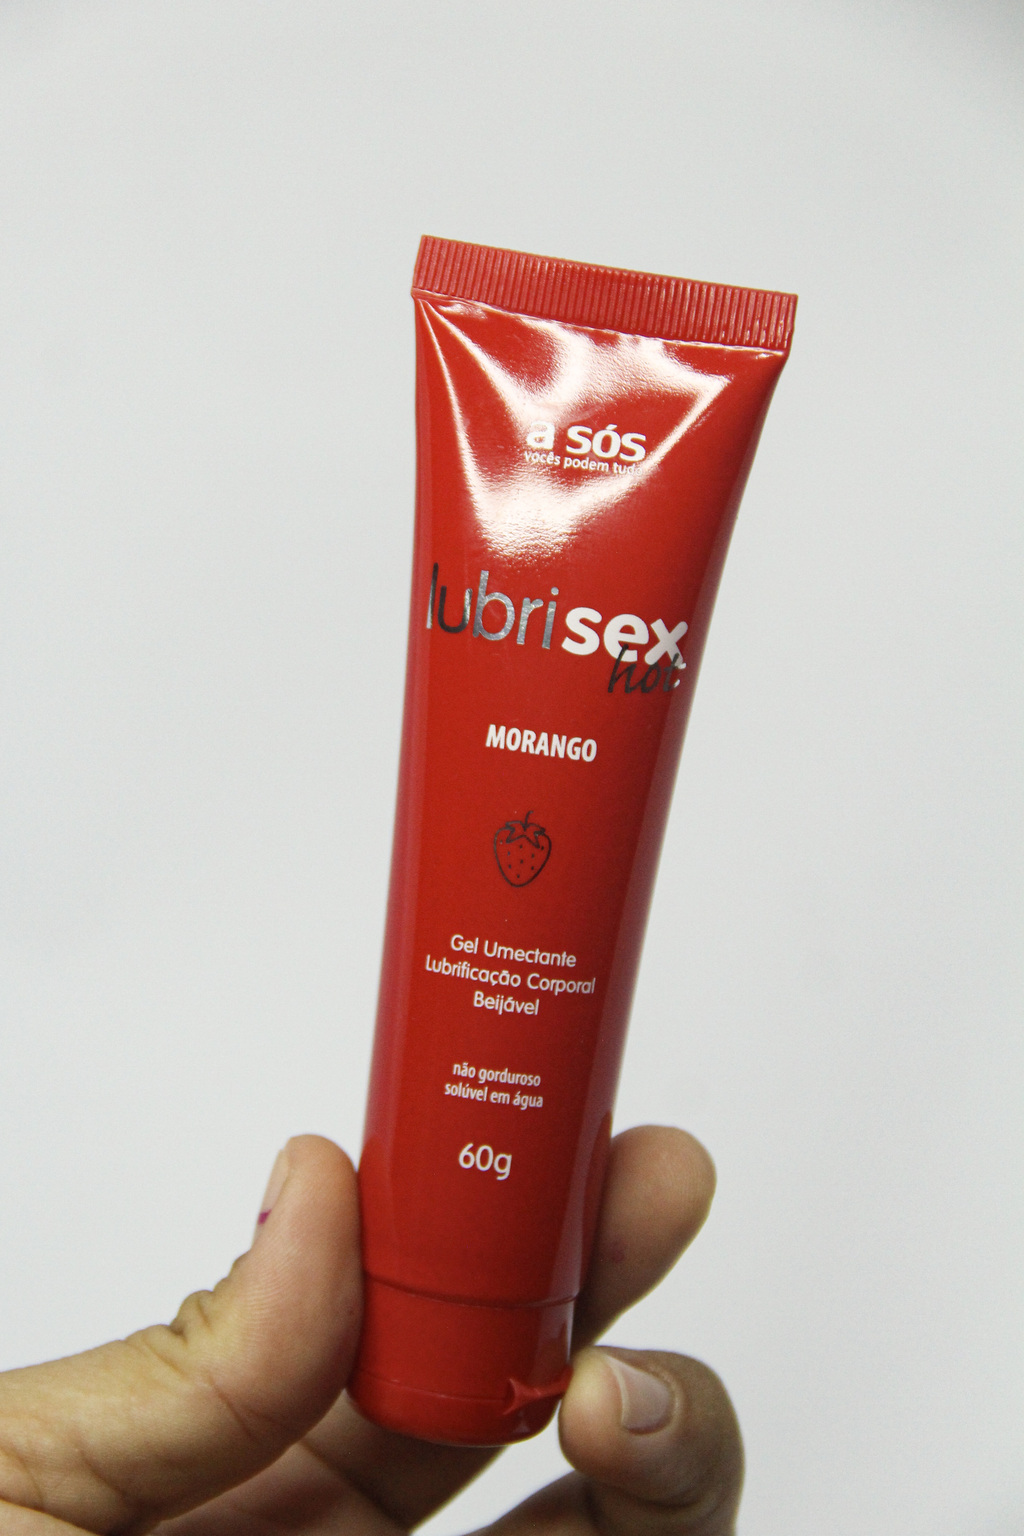 a sós
vocês podem tudo
lubrisex
hot
MORANGO
Gel Umectante
Lubrificação Corporal
Beijável
não gorduroso
solúvel em água
60g